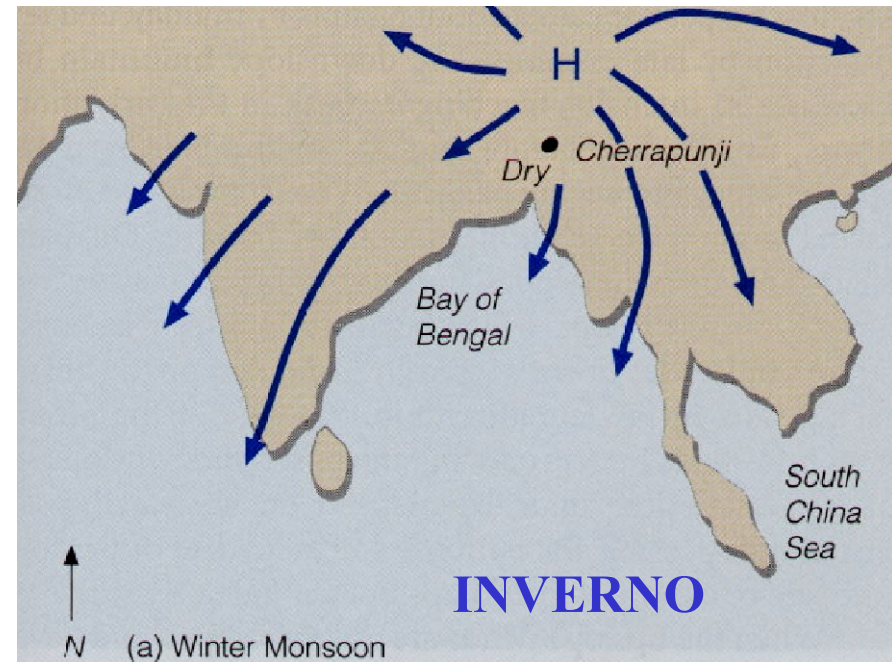 H
Cherrapunji
Dry
Bay of
Bengal
South
China
Sea
INVERNO
N
(a) Winter Monsoon